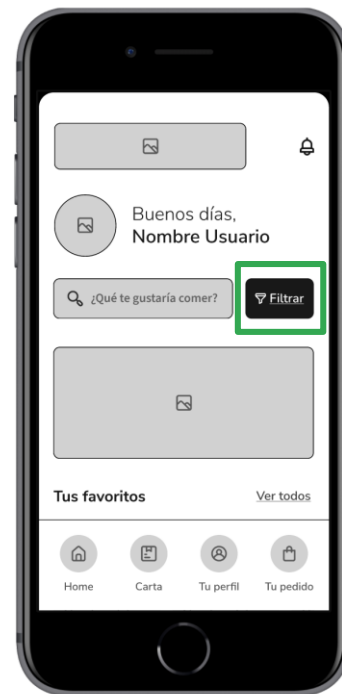 Buenos días,
Nombre Usuario
¿Qué te gustaría comer?
Filtrar
Tus favoritos
Ver todos
Home
Carta
Tu perfil
Tu pedido